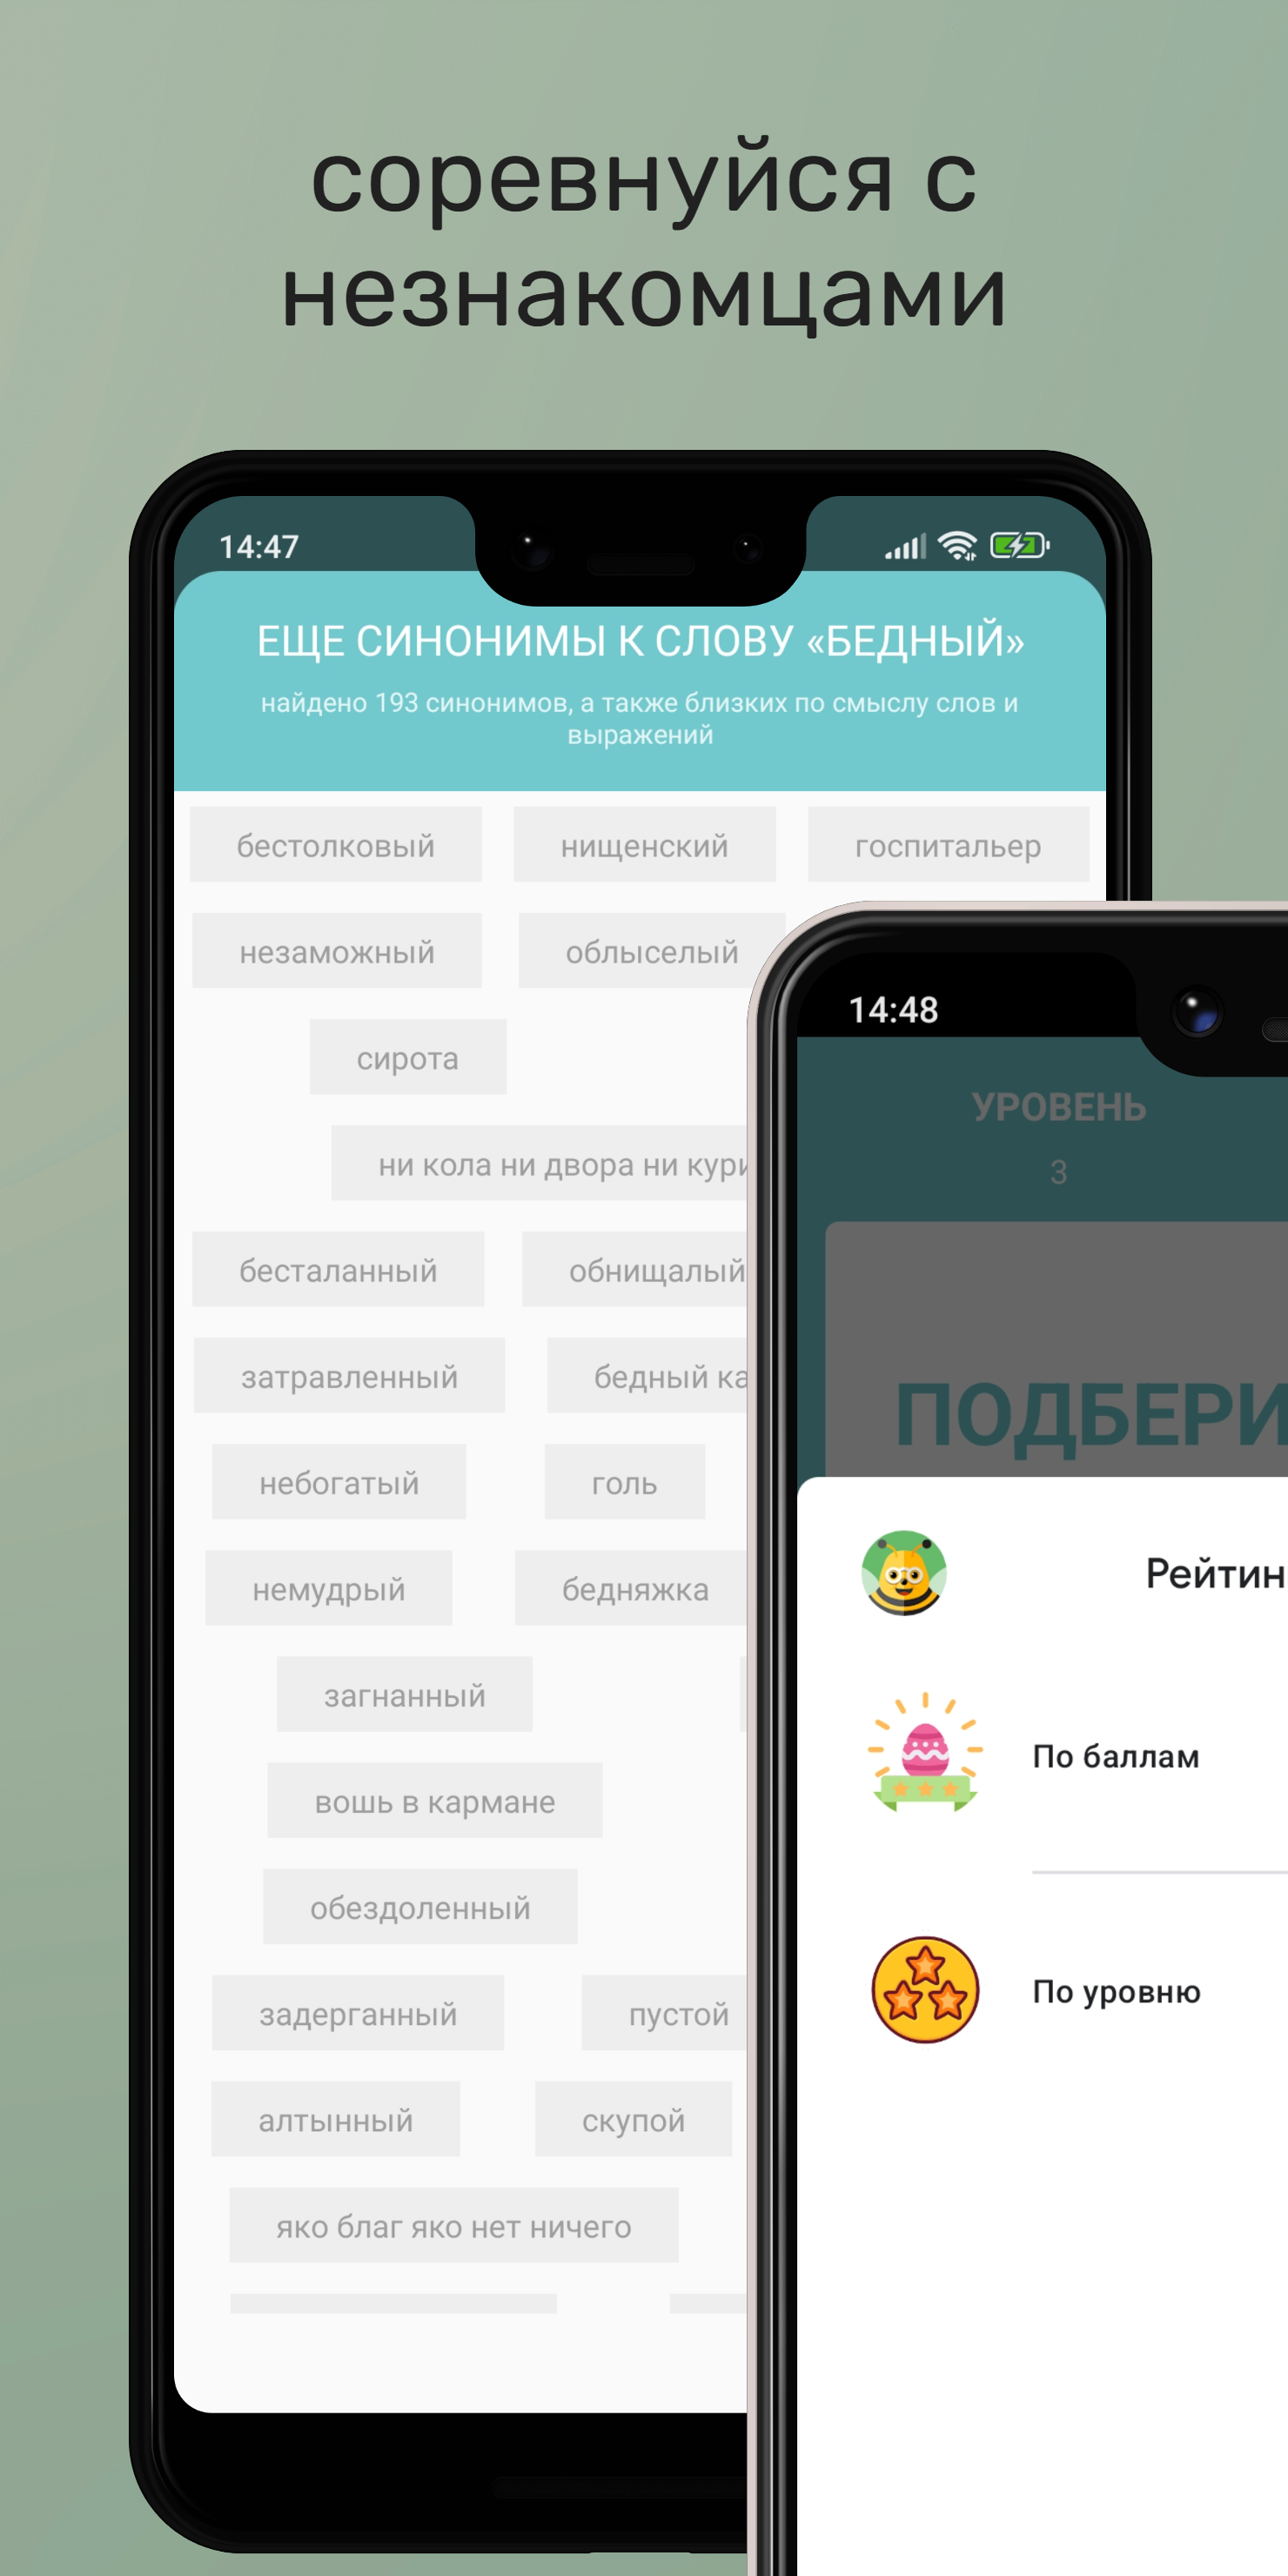 соревнуйся с
незнакомцами
14:47
ЕЩЕ СИНОНИМЫ К СЛОВУ «БЕДНЫЙ»
найдено 193 синонимов, а также близких по смыслу слов и
выражений
бестолковый нищенский госпитальер
незаможный облыселый
сирота
ни кола ни двора ни кури
бесталанный обнищалый
затравленный бедный ка
небогатый голь
немудрый бедняжка
загнанный
вошь в кармане
обездоленный
задерганный пустой
алтынный скупой
яко благ яко нет ничего
14:48
УРОВЕНЬ
3
ПОДБЕРИ
Рейтин
По баллам
По уровню